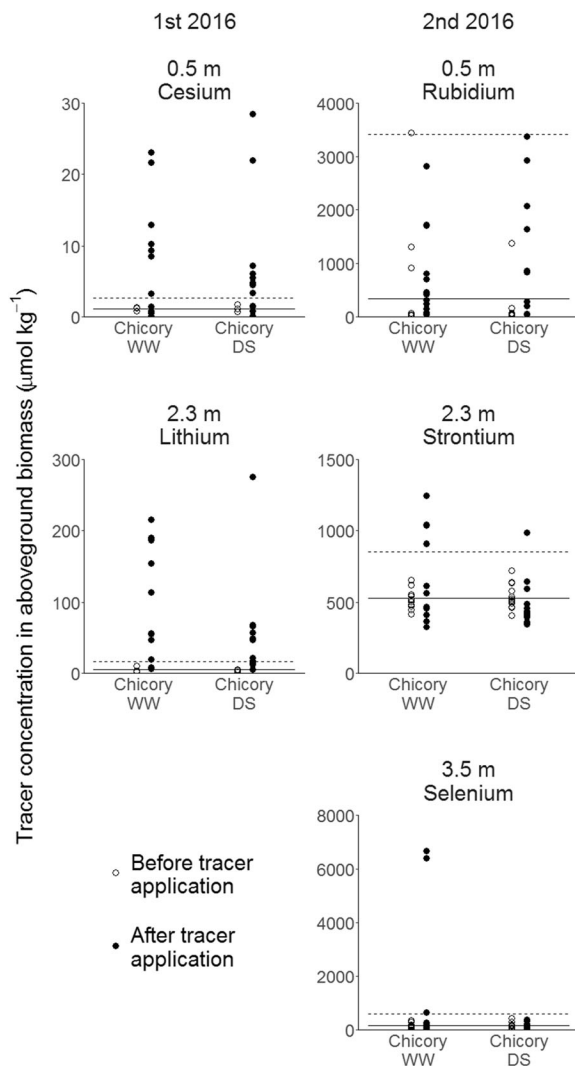 1st 2016
2nd 2016
0.5 m
Cesium
30
20
10
0
Chicory
WW
Chicory
DS
0.5 m
Rubidium
4000
3000
2000
1000
0
Chicory
WW
Chicory
DS
Tracer concentration in aboveground biomass (μmol kg⁻¹)
2.3 m
Lithium
300
200
100
0
Chicory
WW
Chicory
DS
2.3 m
Strontium
1500
1000
500
0
Chicory
WW
Chicory
DS
Before tracer
application
After tracer
application
3.5 m
Selenium
8000
6000
4000
2000
0
Chicory
WW
Chicory
DS